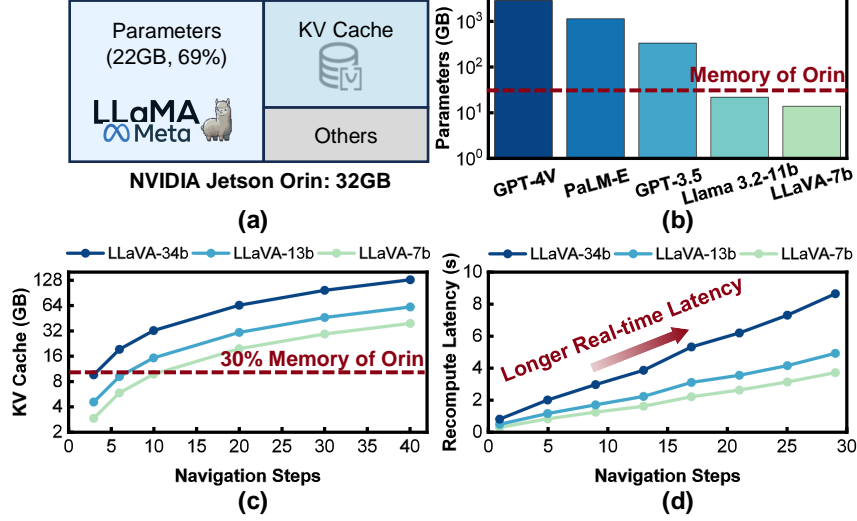 (a)
Parameters
(22GB, 69%)
LLaMA
Meta
KV Cache
Others
NVIDIA Jetson Orin: 32GB
(a)
(b)
Parameters (GB)
10³
10²
10¹
10⁰
Memory of Orin
GPT-4V
PaLM-E
GPT-3.5
Llama 3.2-11b
LLaVA-7b
(b)
LLaVA-34b LLaVA-13b LLaVA-7b
KV Cache (GB)
128
64
32
16
8
4
2
30% Memory of Orin
0 5 10 15 20 25 30 35 40
Navigation Steps
(c)
LLaVA-34b LLaVA-13b LLaVA-7b
Recompute Latency (s)
10
8
6
4
2
0
Longer Real-time Latency
0 5 10 15 20 25 30
Navigation Steps
(d)